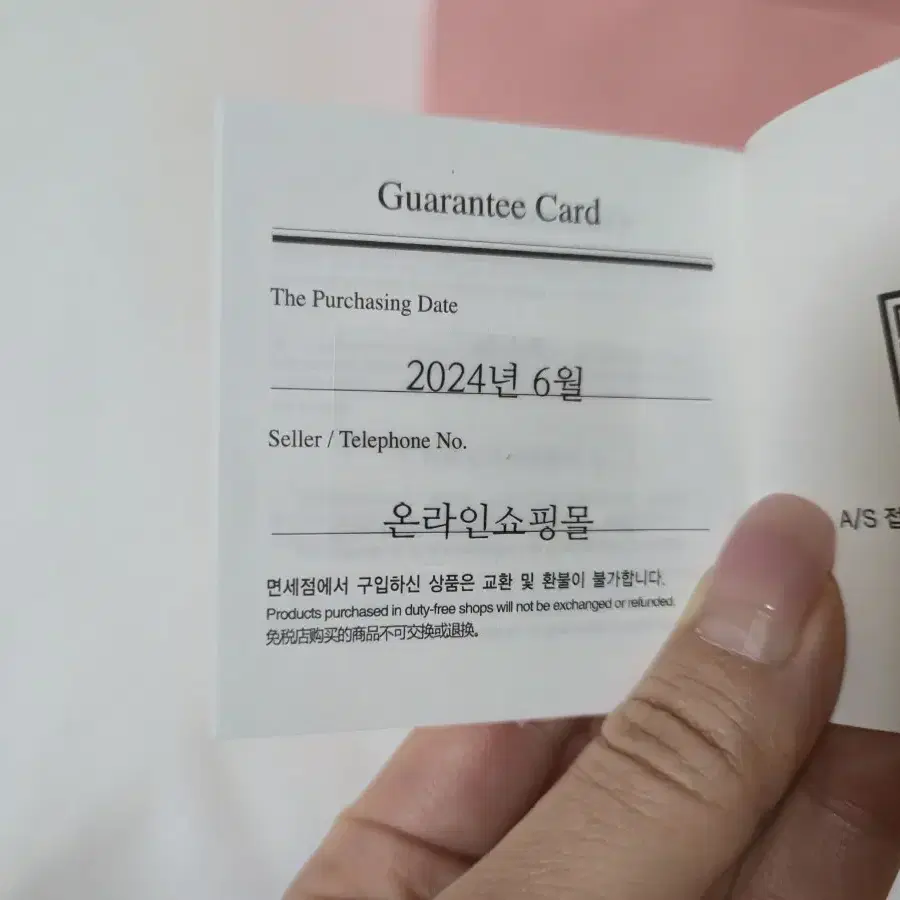 Guarantee Card
The Purchasing Date
2024년 6월
Seller / Telephone No.
온라인쇼핑몰
면세점에서 구입하신 상품은 교환 및 환불이 불가합니다.
Products purchased in duty-free shops will not be exchanged or refunded.
免税店购买的商品不可交换或退换。
A/S